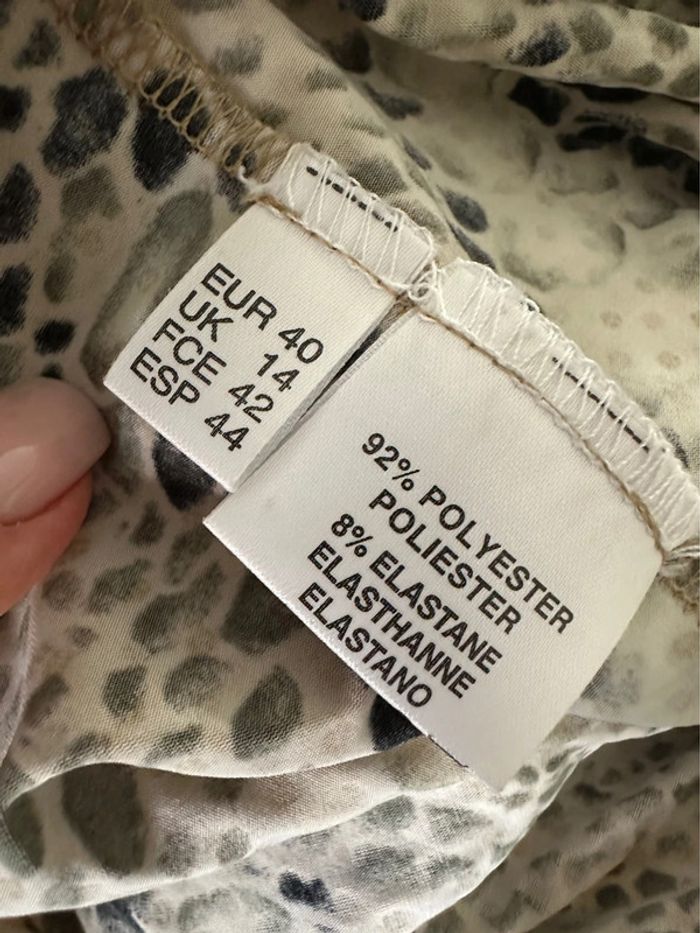 EUR 40
UK 14
FCE 42
ESP 44
92% POLYESTER
POLIESTER
8% ELASTANE
ELASTHANNE
ELASTANO